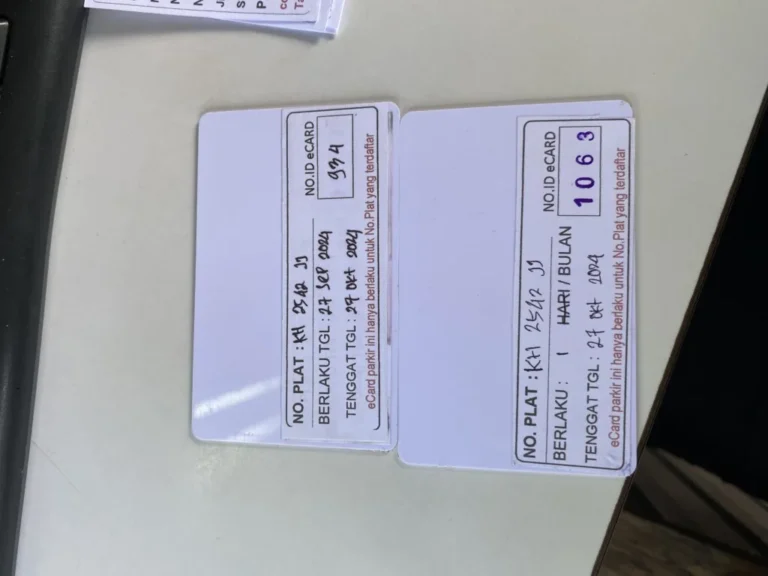 NO. PLAT : KH 2542 JJ
BERLAKU TGL : 27 SEP 2024
TENGGAT TGL : 27 OKT 2024
NO.ID eCARD
934
eCard parkir ini hanya berlaku untuk No.Plat yang terdaftar
NO. PLAT : KH 2542 JJ
BERLAKU : 1 HARI / BULAN
TENGGAT TGL : 27 OKT 2024
NO.ID eCARD
1063
eCard parkir ini hanya berlaku untuk No.Plat yang terdaftar